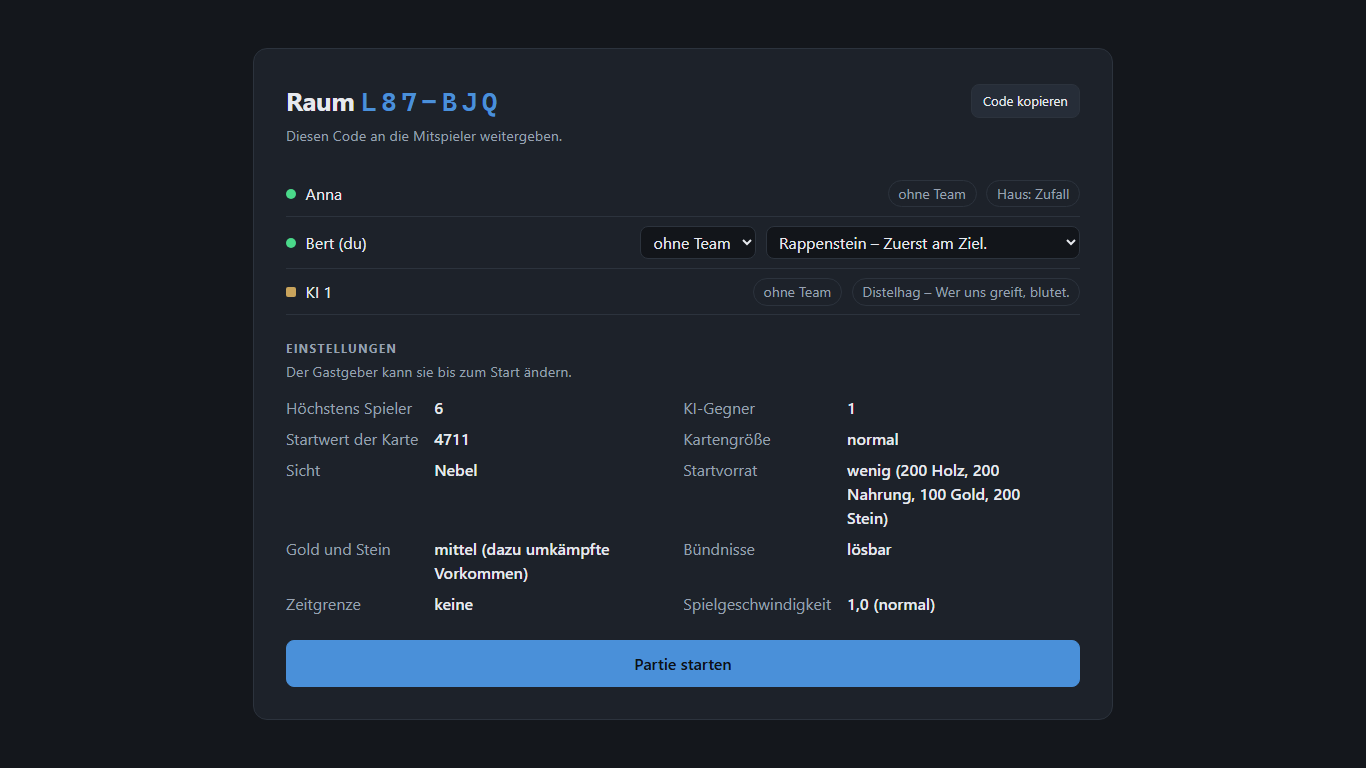 Raum L87-BJQ
Code kopieren
Diesen Code an die Mitspieler weitergeben.
Anna
ohne Team
Haus: Zufall
Bert (du)
ohne Team
Rappenstein – Zuerst am Ziel.
KI 1
ohne Team
Distelhag – Wer uns greift, blutet.
EINSTELLUNGEN
Der Gastgeber kann sie bis zum Start ändern.
Höchstens Spieler
6
KI-Gegner
1
Startwert der Karte
4711
Kartengröße
normal
Sicht
Nebel
Startvorrat
wenig (200 Holz, 200
Nahrung, 100 Gold, 200
Stein)
Gold und Stein
mittel (dazu umkämpfte
Vorkommen)
Bündnisse
lösbar
Zeitgrenze
keine
Spielgeschwindigkeit
1,0 (normal)
Partie starten